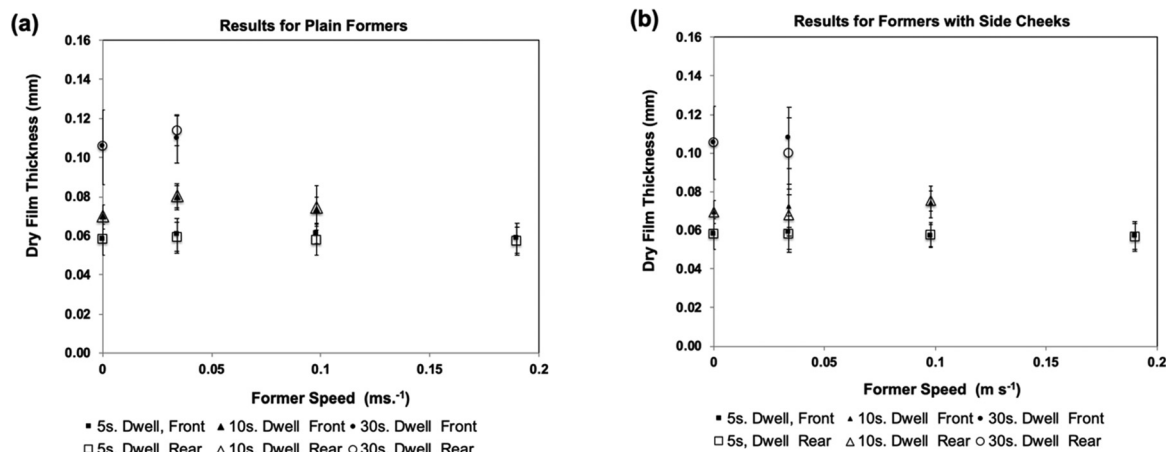 (a)
Results for Plain Formers
0.16
0.14
0.12
0.10
0.08
0.06
0.04
0.02
0.00
Dry Film Thickness (mm)
0
0.05
0.1
0.15
0.2
Former Speed (ms.-1)
5s. Dwell, Front 10s. Dwell Front 30s. Dwell Front
5s. Dwell Rear 10s. Dwell Rear 30s. Dwell Rear
(b)
Results for Formers with Side Cheeks
0.16
0.14
0.12
0.10
0.08
0.06
0.04
0.02
0.00
Dry Film Thickness (mm)
0
0.05
0.1
0.15
0.2
Former Speed (m s-1)
5s. Dwell, Front 10s. Dwell Front 30s. Dwell Front
5s, Dwell Rear 10s. Dwell Rear 30s. Dwell Rear